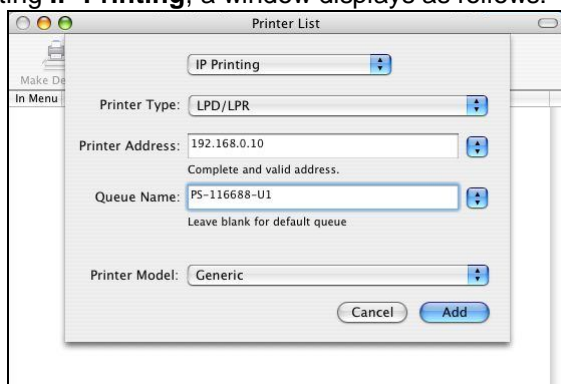 ting IP Printing, a window displays as follows:
Printer List
IP Printing
Make De
In Menu
Printer Type: LPD/LPR
Printer Address: 192.168.0.10
Complete and valid address.
Queue Name: PS-116688-U1
Leave blank for default queue
Printer Model: Generic
Cancel Add